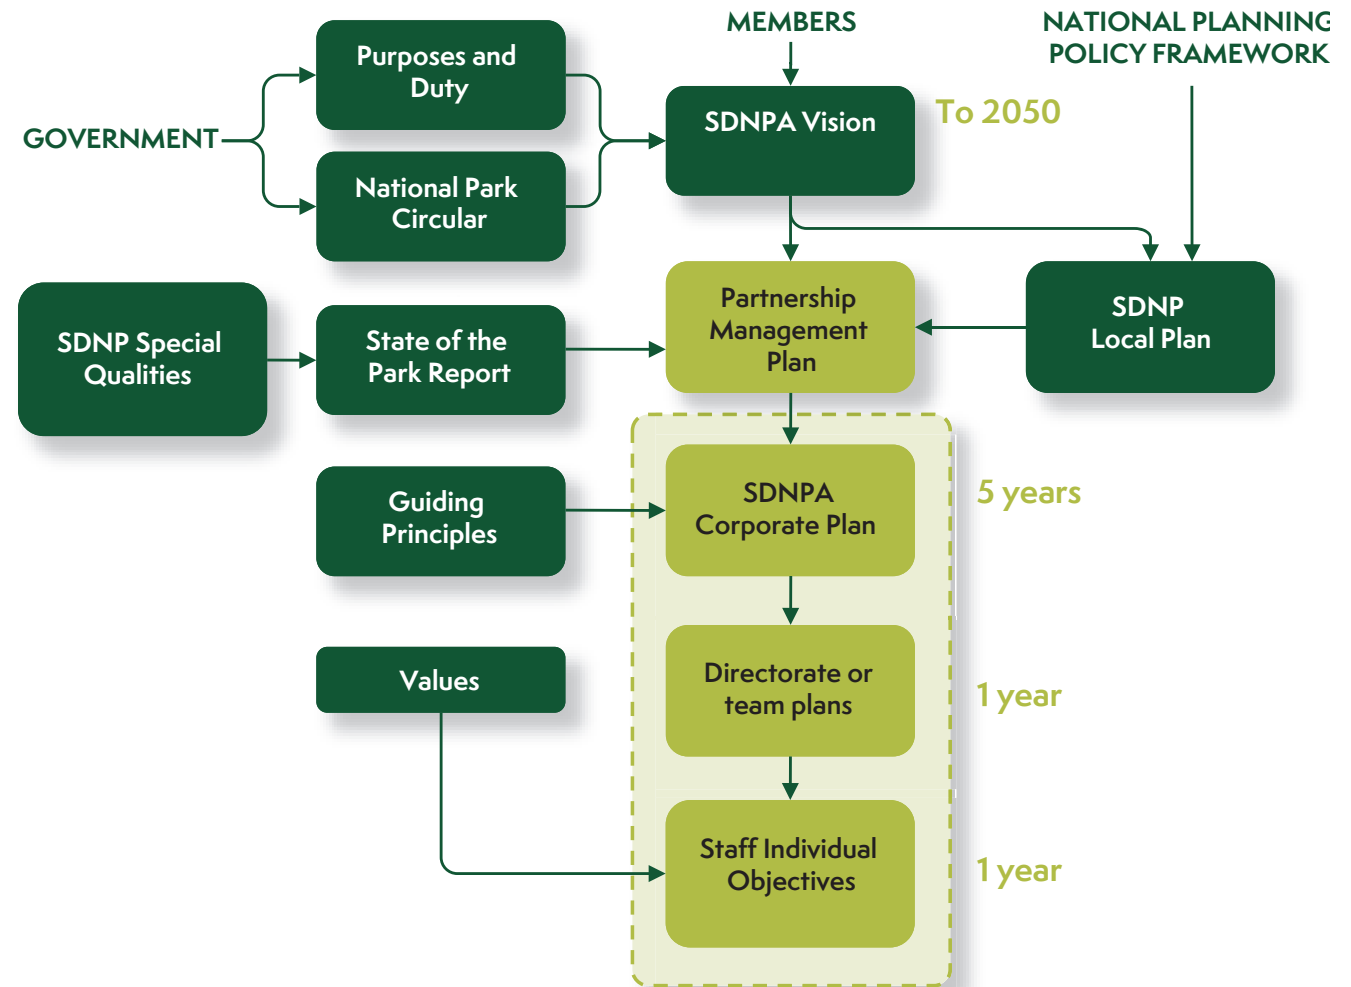 MEMBERS
NATIONAL PLANNING
POLICY FRAMEWORK
Purposes and
Duty
SDNPA Vision
To 2050
GOVERNMENT
National Park
Circular
SDNP Special
Qualities
State of the
Park Report
Partnership
Management
Plan
SDNP
Local Plan
Guiding
Principles
SDNPA
Corporate Plan
5 years
Values
Directorate or
team plans
1 year
Staff Individual
Objectives
1 year